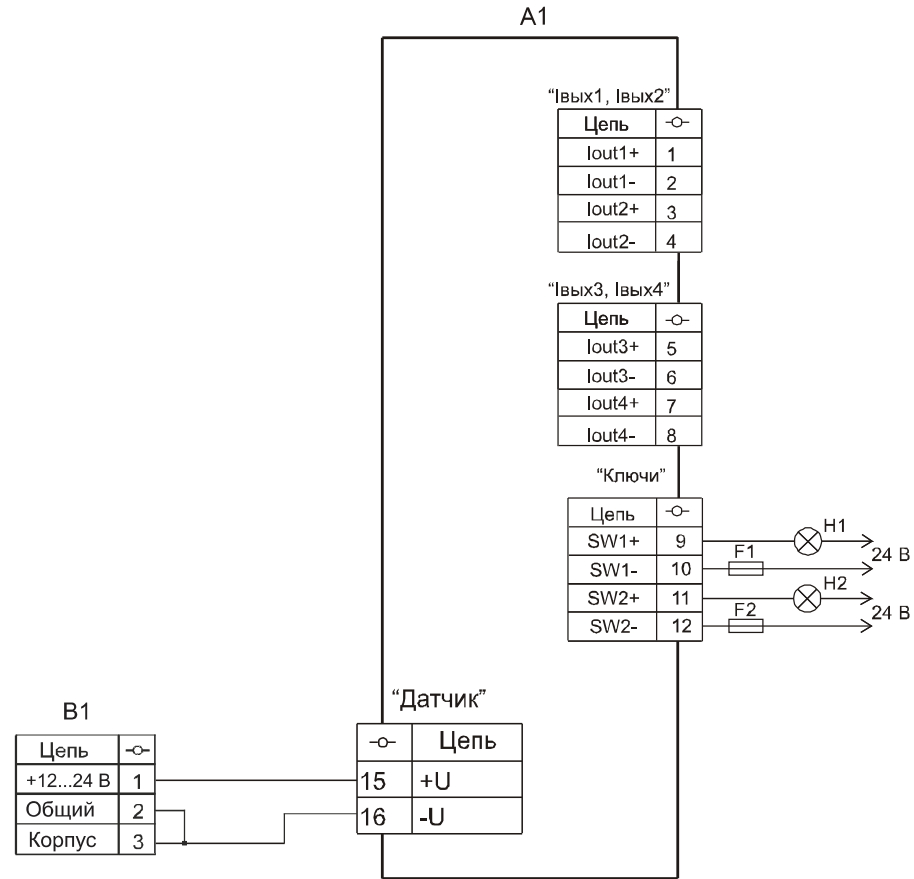 A1
“Iвых1, Iвых2”
Цепь
Iout1+ 1
Iout1- 2
Iout2+ 3
Iout2- 4
“Iвых3, Iвых4”
Цепь
Iout3+ 5
Iout3- 6
Iout4+ 7
Iout4- 8
“Ключи”
Цепь
SW1+ 9 H1
SW1- 10 F1 24 В
SW2+ 11 H2
SW2- 12 F2 24 В
“Датчик”
Цепь
15 +U
16 -U
B1
Цепь
+12...24 В 1
Общий 2
Корпус 3